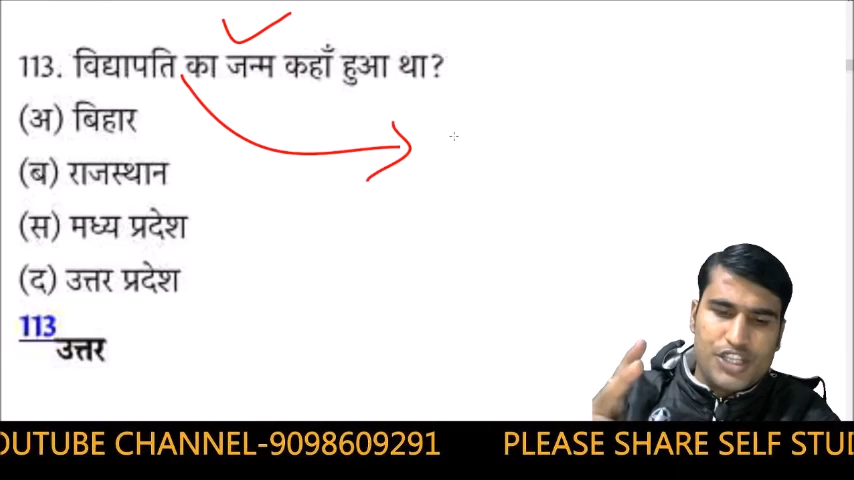 113. विद्यापति का जन्म कहाँ हुआ था?
(अ) बिहार
(ब) राजस्थान
(स) मध्य प्रदेश
(द) उत्तर प्रदेश
113
उत्तर
OUTUBE CHANNEL-9098609291 PLEASE SHARE SELF STUD